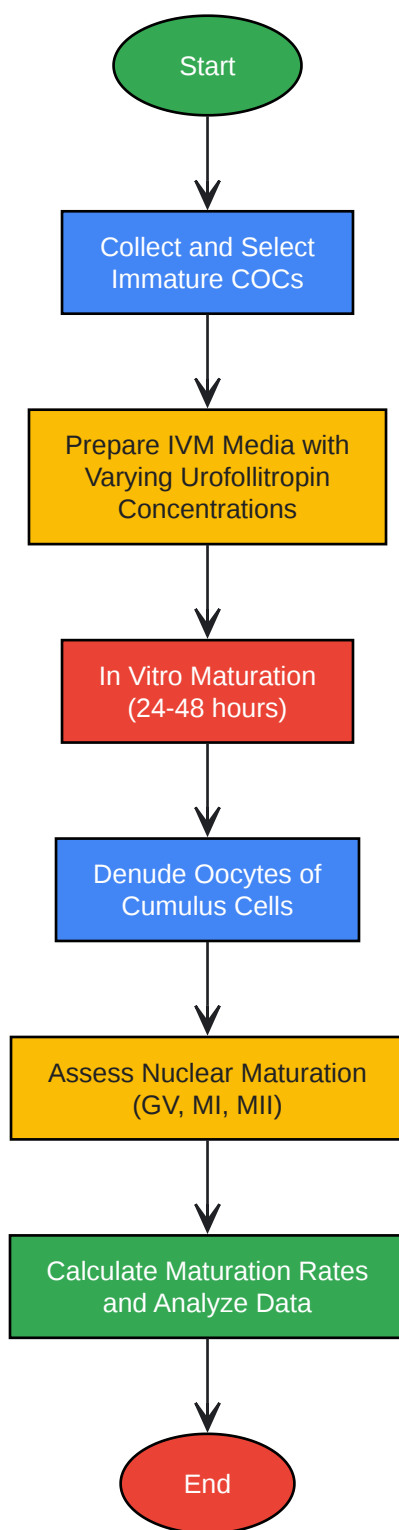 Start
Collect and Select
Immature COCs
Prepare IVM Media with
Varying Urofollitropin
Concentrations
In Vitro Maturation
(24-48 hours)
Denude Oocytes of
Cumulus Cells
Assess Nuclear Maturation
(GV, MI, MII)
Calculate Maturation Rates
and Analyze Data
End